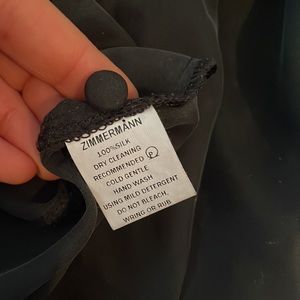 ZIMMERMANN
100%SILK
DRY CLEANING
RECOMMENDED P
COLD GENTLE
HAND WASH
USING MILD DETERGENT
DO NOT BLEACH,
WRING OR RUB